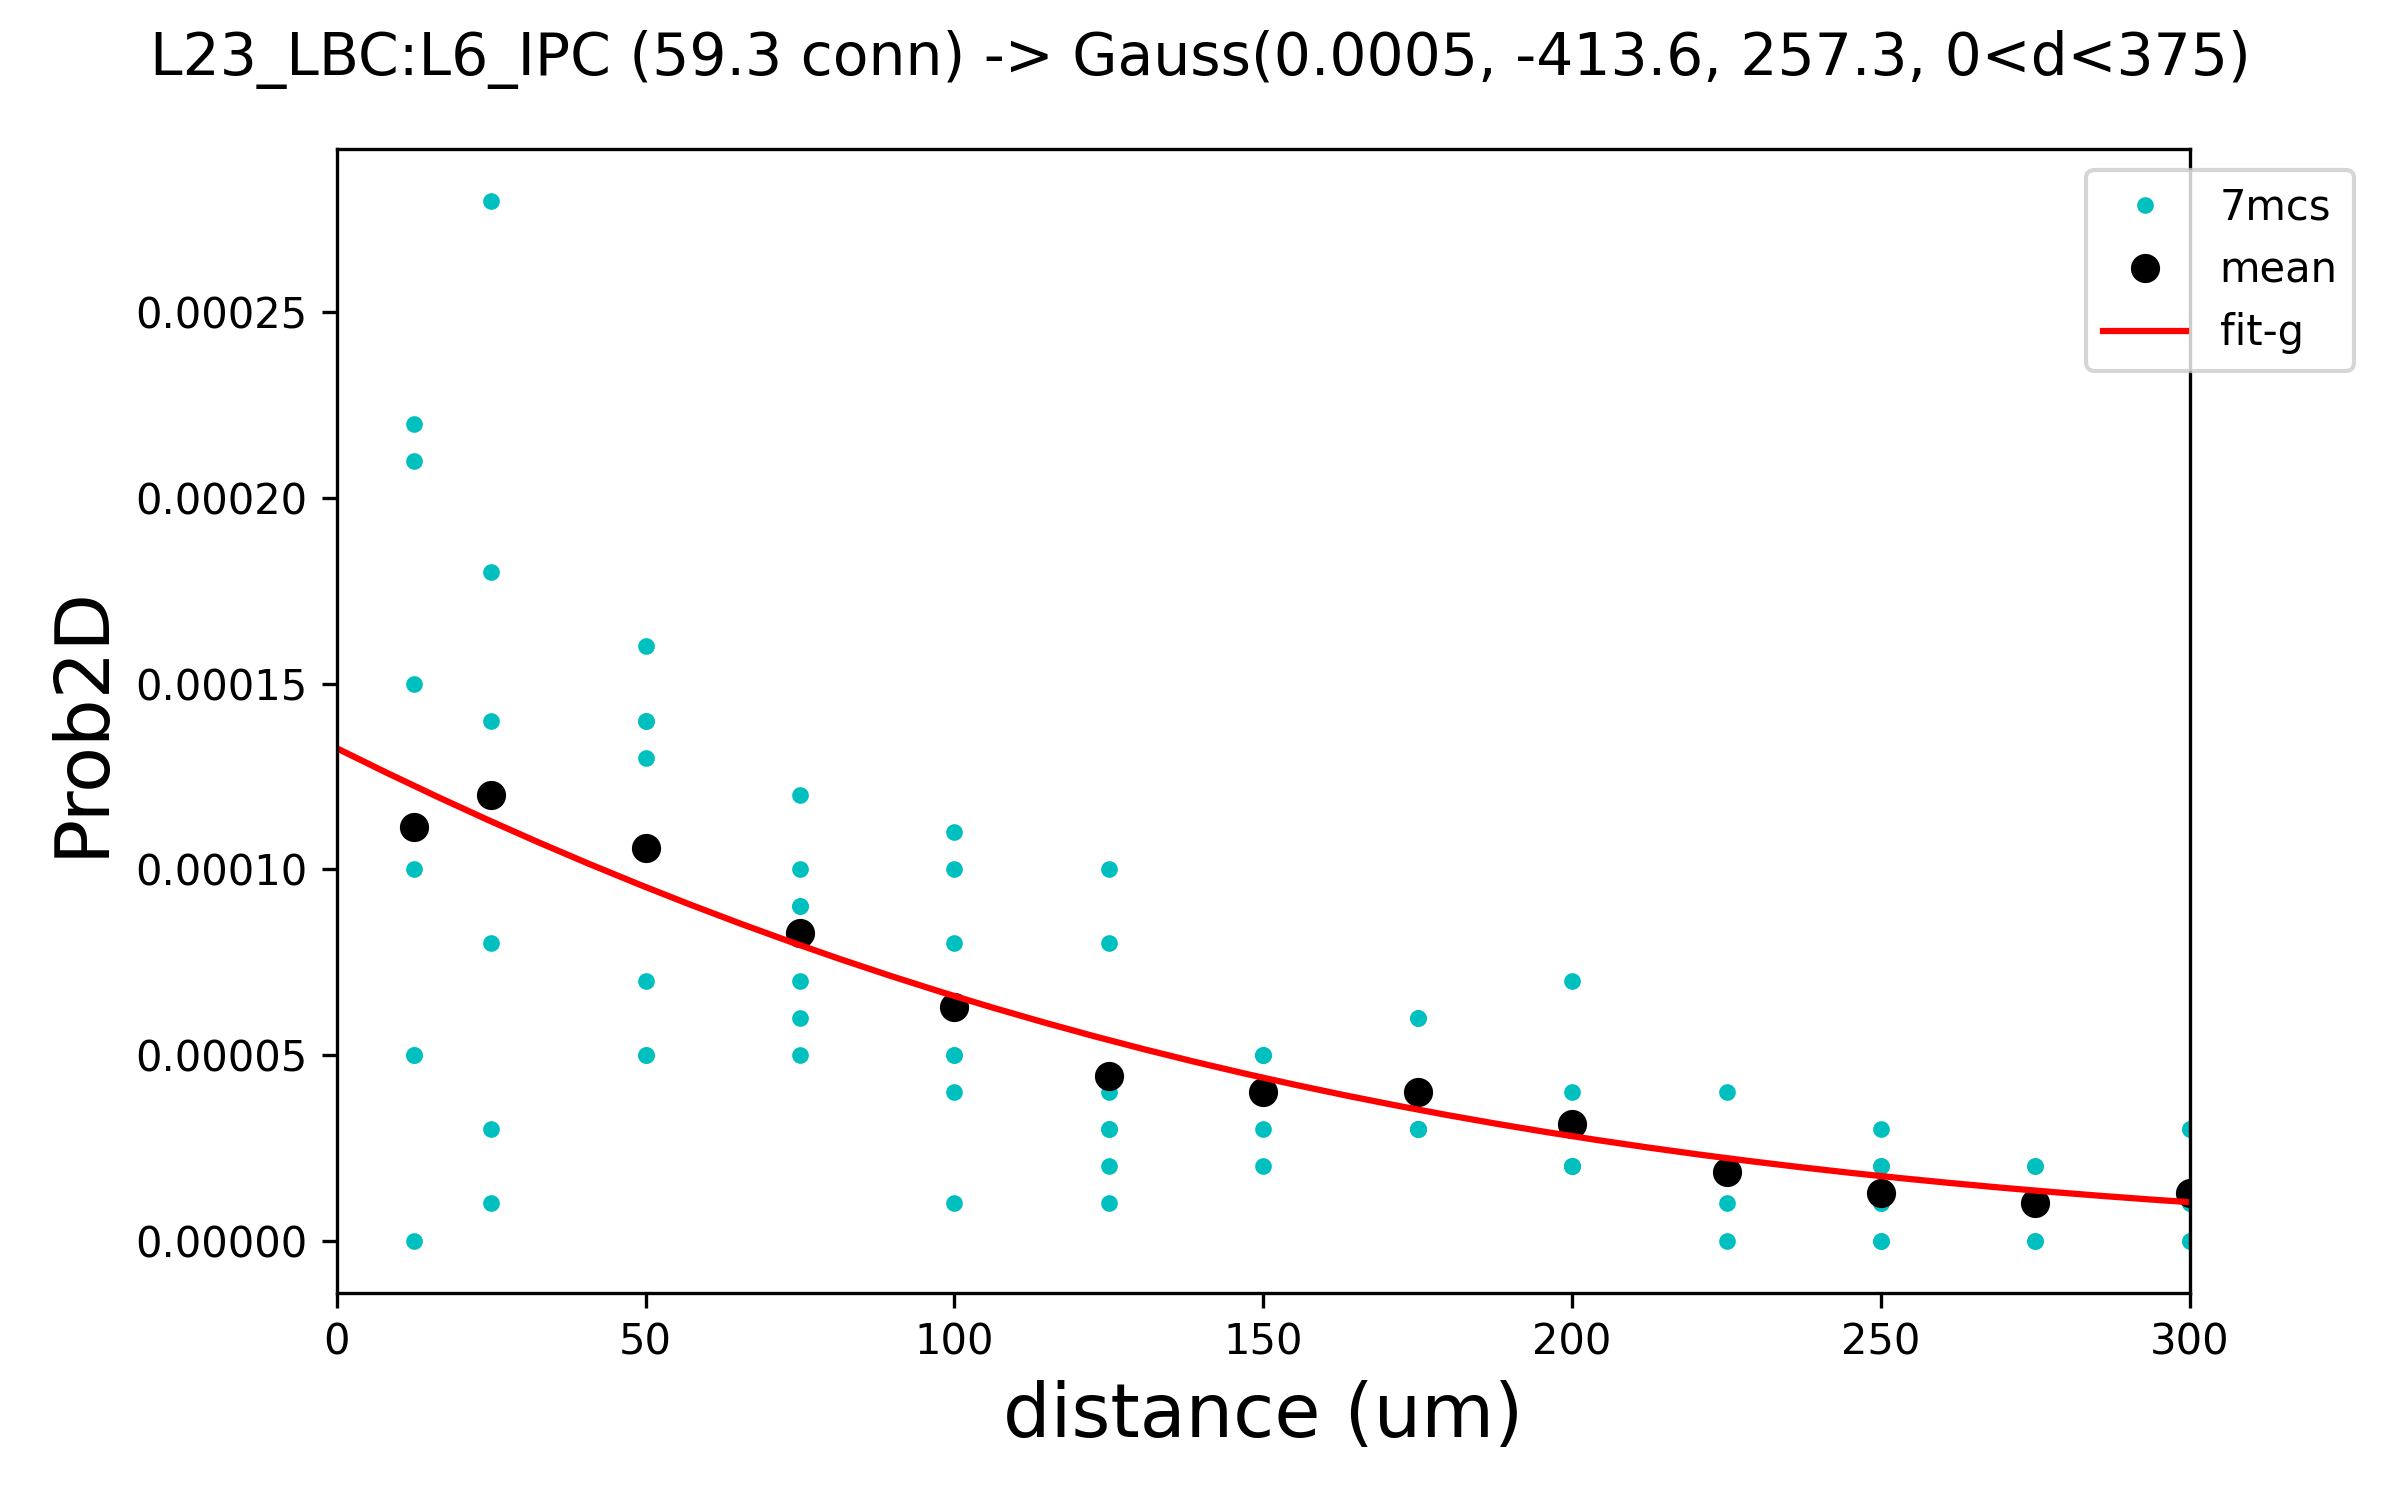 L23_LBC:L6_IPC (59.3 conn) -> Gauss(0.0005, -413.6, 257.3, 0<d<375)
7mcs
mean
fit-g
Prob2D
0.00025
0.00020
0.00015
0.00010
0.00005
0.00000
0 50 100 150 200 250 300
distance (um)